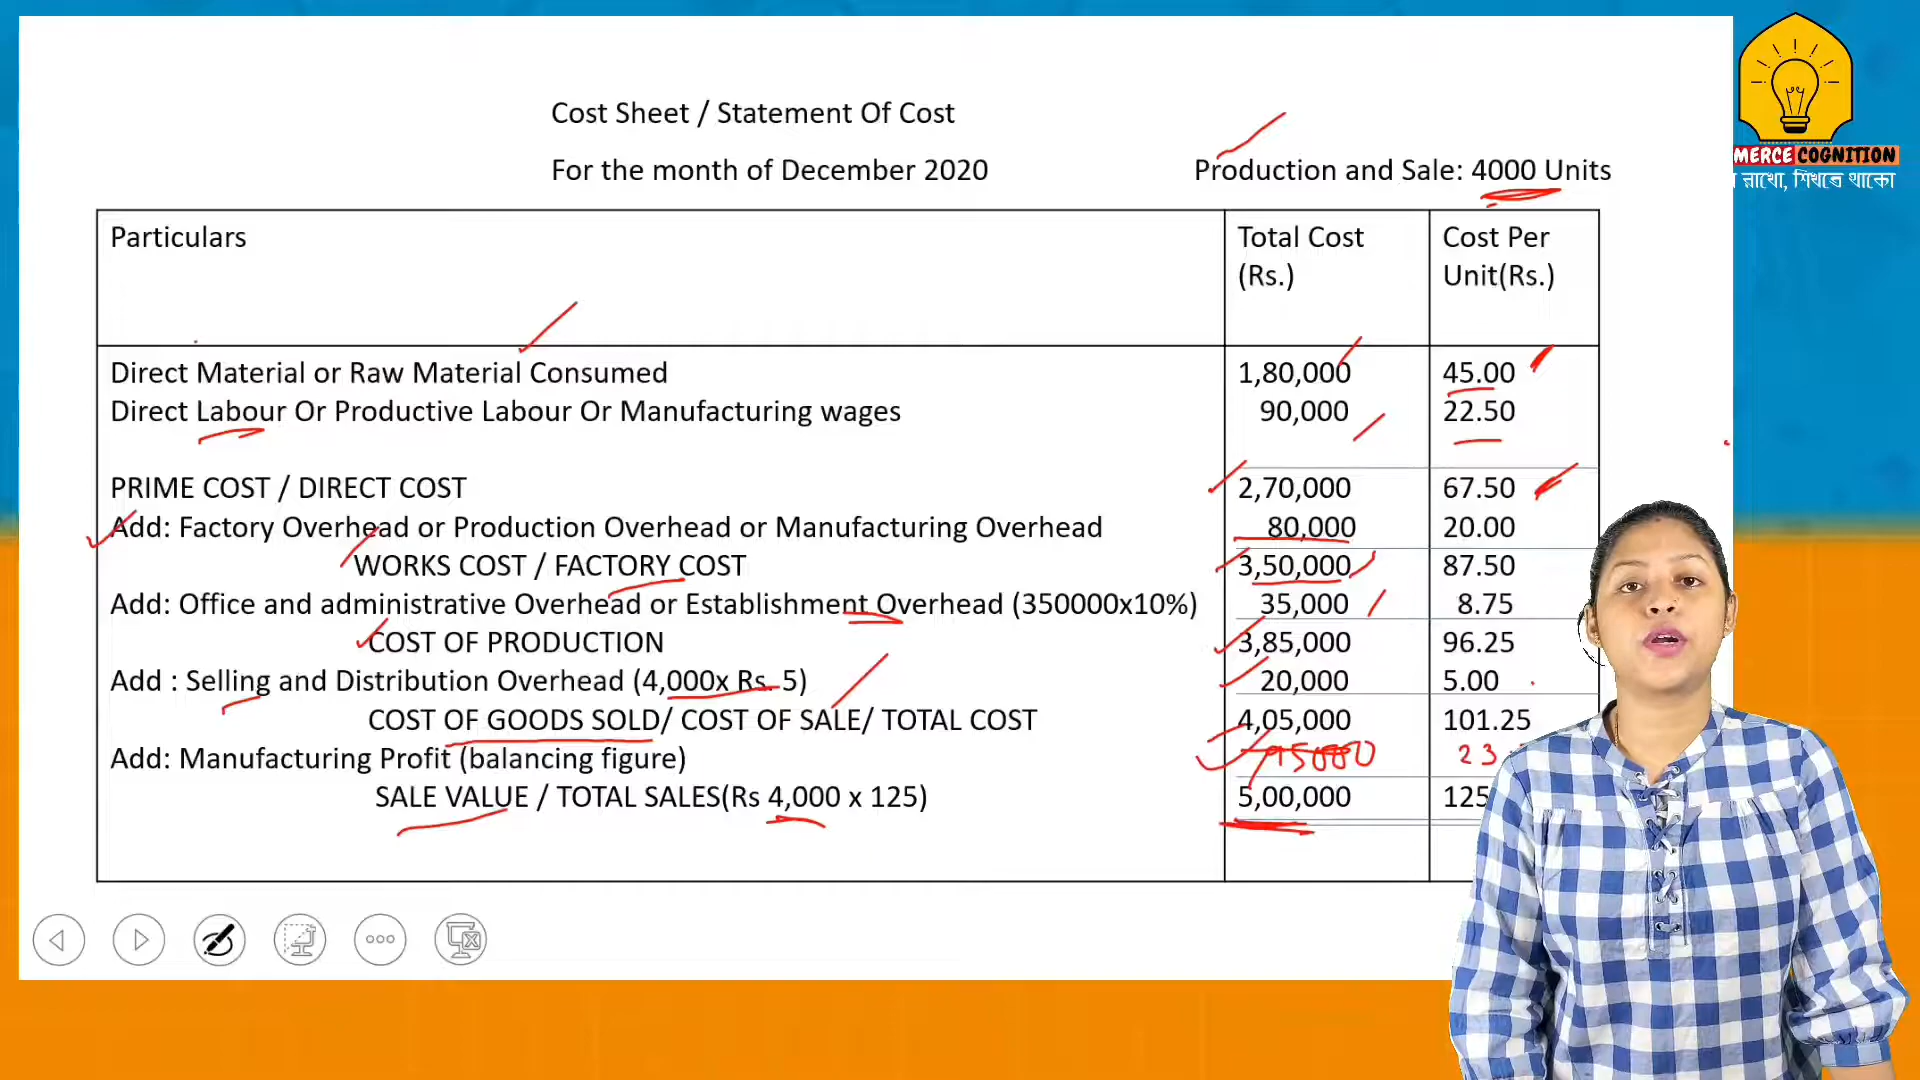 MERCE COGNITION
রাখো, শিখতে থাকো
Cost Sheet / Statement Of Cost
For the month of December 2020 Production and Sale: 4000 Units
Particulars Total Cost (Rs.) Cost Per Unit(Rs.)
Direct Material or Raw Material Consumed 1,80,000 45.00
Direct Labour Or Productive Labour Or Manufacturing wages 90,000 22.50
PRIME COST / DIRECT COST 2,70,000 67.50
Add: Factory Overhead or Production Overhead or Manufacturing Overhead 80,000 20.00
WORKS COST / FACTORY COST 3,50,000 87.50
Add: Office and administrative Overhead or Establishment Overhead (350000x10%) 35,000 8.75
COST OF PRODUCTION 3,85,000 96.25
Add : Selling and Distribution Overhead (4,000x Rs. 5) 20,000 5.00
COST OF GOODS SOLD/ COST OF SALE/ TOTAL COST 4,05,000 101.25
Add: Manufacturing Profit (balancing figure) 95000 23
SALE VALUE / TOTAL SALES(Rs 4,000 x 125) 5,00,000 125